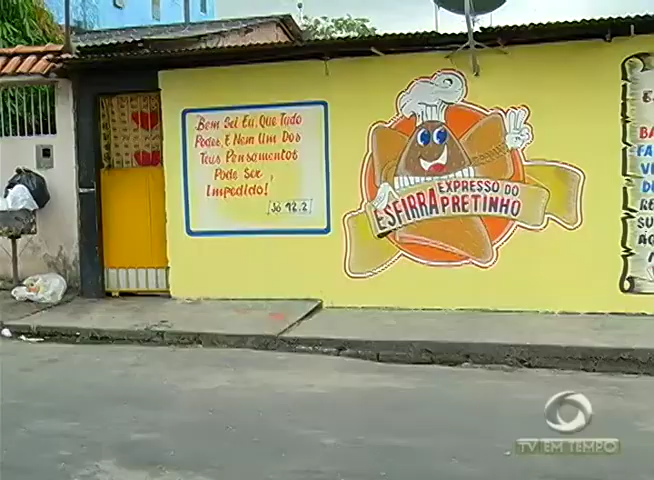 Bem Sei Eu, Que Tudo
Podes, E Nem Um Dos
Teus Pensamentos
Pode Ser
Impedido!
Jó 42.2
EXPRESSO DO
ESFIRRA PRETINHO
TV EM TEMPO